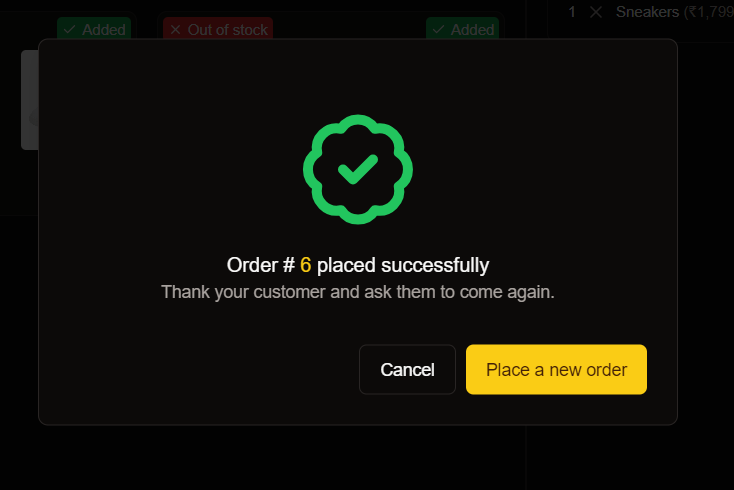 1 × Sneakers (₹1,799
Added
Out of stock
Added
Order # 6 placed successfully
Thank your customer and ask them to come again.
Cancel
Place a new order